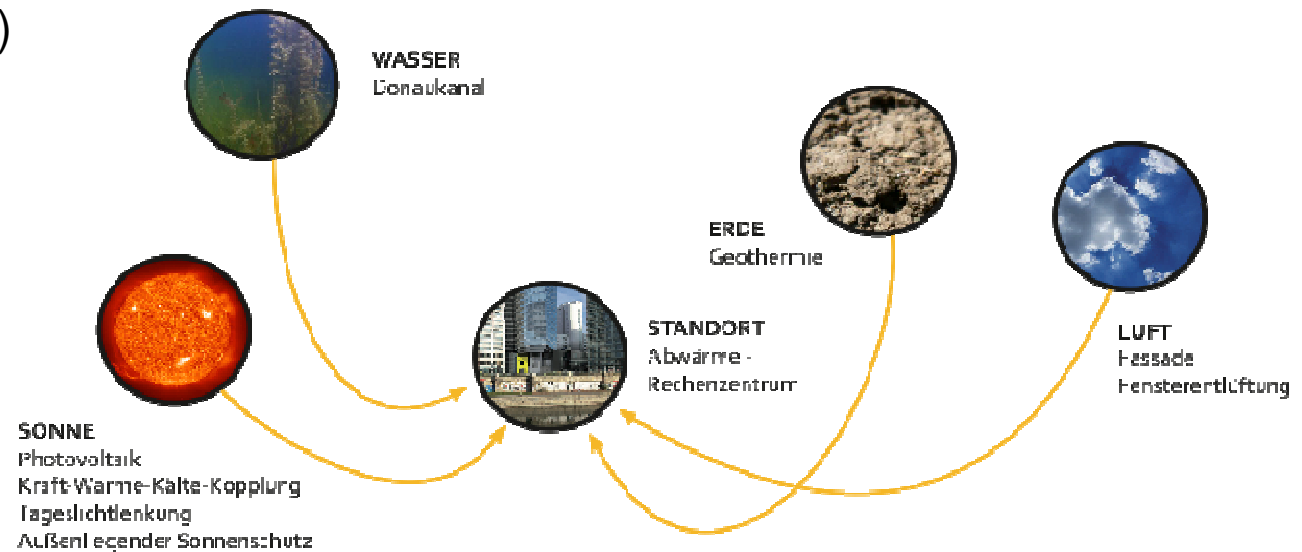 )
WASSER
Donaukanal
ERDE
Geothermie
STANDORT
Abwärme -
Rechenzentrum
LUFT
Fassade
Fensterentlüftung
SONNE
Photovoltaik
Kraft-Wärme-Kälte-Kopplung
Tageslichtlenkung
Außenliegender Sonnenschutz